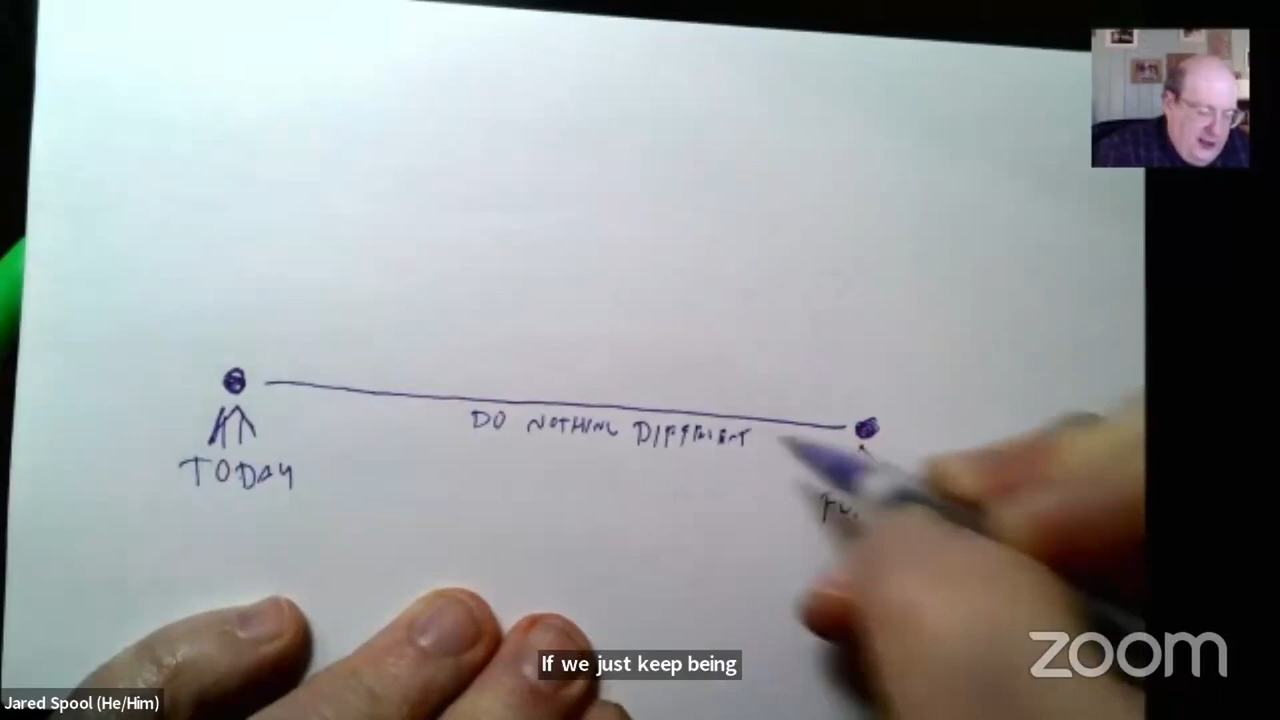 DO NOTHING DIFFERENT
TODAY
If we just keep being
zoom
Jared Spool (He/Him)